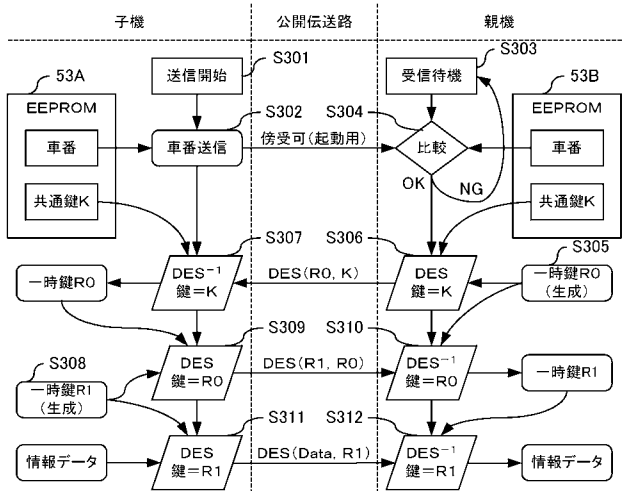 子機
公開伝送路
親機
S301
S303
53A
送信開始
受信待機
53B
S302
S304
EEPROM
EEPROM
車番
車番送信
傍受可(起動用)
比較
車番
OK
NG
共通鍵K
共通鍵K
S307
S306
S305
一時鍵R0
DES⁻¹
鍵=K
DES(R0, K)
DES
鍵=K
一時鍵R0
(生成)
S309
S310
S308
一時鍵R1
(生成)
DES
鍵=R0
DES(R1, R0)
DES⁻¹
鍵=R0
一時鍵R1
S311
S312
情報データ
DES
鍵=R1
DES(Data, R1)
DES⁻¹
鍵=R1
情報データ